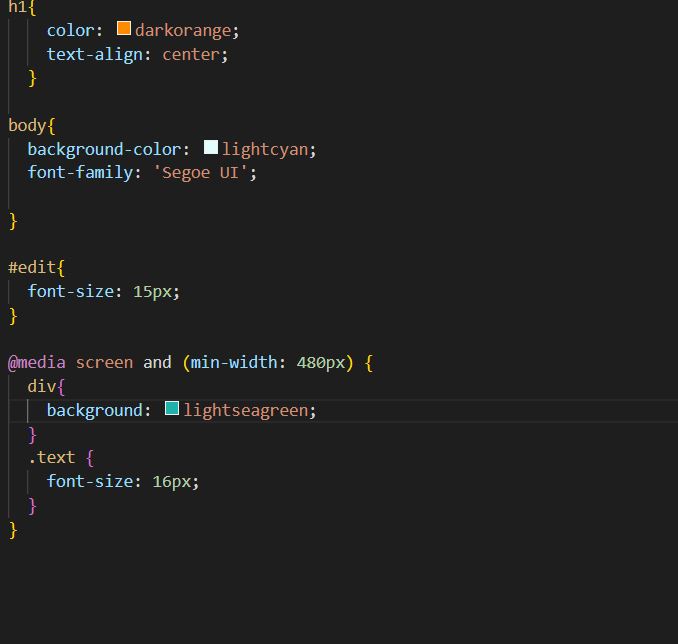 h1{
color: darkorange;
text-align: center;
}
body{
background-color: lightcyan;
font-family: 'Segoe UI';
}
#edit{
font-size: 15px;
}
@media screen and (min-width: 480px) {
div{
background: lightseagreen;
}
.text {
font-size: 16px;
}
}